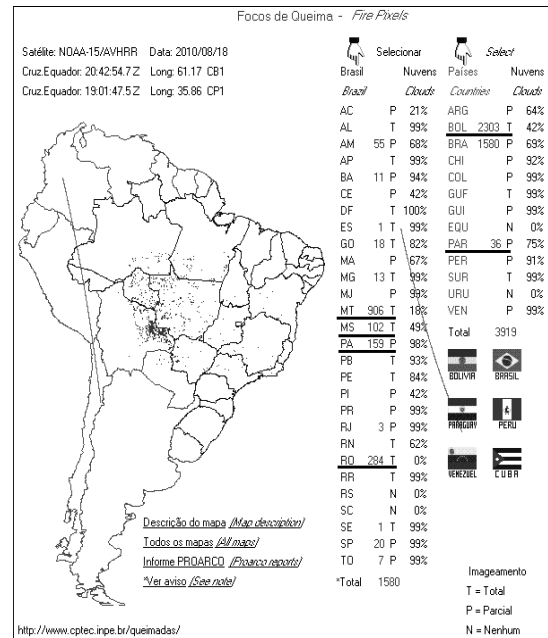 Focos de Queima - Fire Pixels
Satélite: NOAA-15/AVHRR Data: 2010/08/18
Cruz.Equador: 20:42:54.7 Z Long: 61.17 CB1
Cruz.Equador: 19:01:47.5 Z Long: 35.86 CP1
Selecionar Select
Brasil Nuvens Países Nuvens
Brazil Clouds Countries Clouds
AC P 21% ARG P 64%
AL T 99% BOL 2303 T 42%
AM 55 P 68% BRA 1580 P 69%
AP T 99% CHI P 92%
BA 11 P 94% COL P 99%
CE P 42% GUF T 99%
DF T 100% GUI P 99%
ES 1 T 99% EQU N 0%
GO 18 T 82% PAR 36 P 75%
MA P 67% PER P 91%
MG 13 T 99% SUR T 99%
MJ P 99% URU N 0%
MT 906 T 18% VEN P 99%
MS 102 T 49% Total 3919
PA 159 P 98%
PB T 93%
PE T 84%
PI P 42%
PR P 99%
RJ 3 P 99%
RN T 62%
RO 284 T 0%
RR T 99%
RS N 0%
SC N 0%
SE 1 T 99%
SP 20 P 99%
TO 7 P 99%
*Total 1580
BOLIVIA BRASIL
PARAGUAY PERU
VENEZUEL CUBA
Descrição do mapa (Map description)
Todos os mapas (All maps)
Informe PROARCO (Proarco reports)
*Ver aviso (See note)
Imageamento
T = Total
P = Parcial
N = Nenhum
http://www.cptec.inpe.br/queimadas/